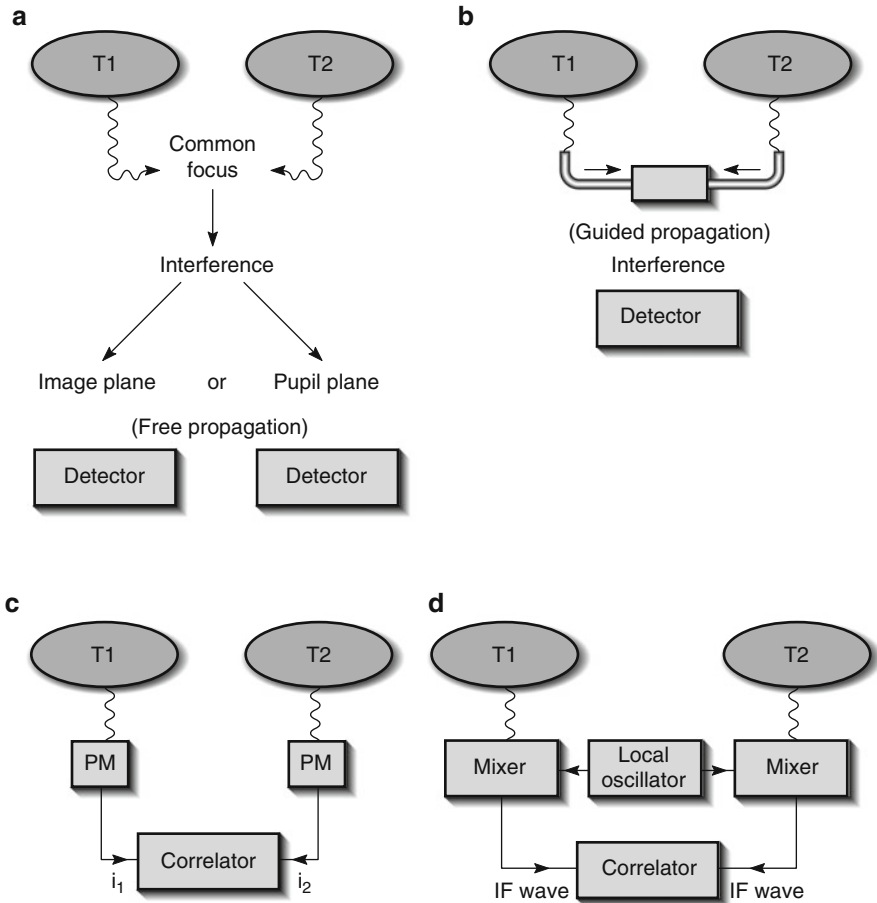 a
T1
T2
Common
focus
Interference
Image plane or Pupil plane
(Free propagation)
Detector
Detector
b
T1
T2
(Guided propagation)
Interference
Detector
c
T1
T2
PM
PM
Correlator
i1
i2
d
T1
T2
Mixer
Local
oscillator
Mixer
Correlator
IF wave
IF wave